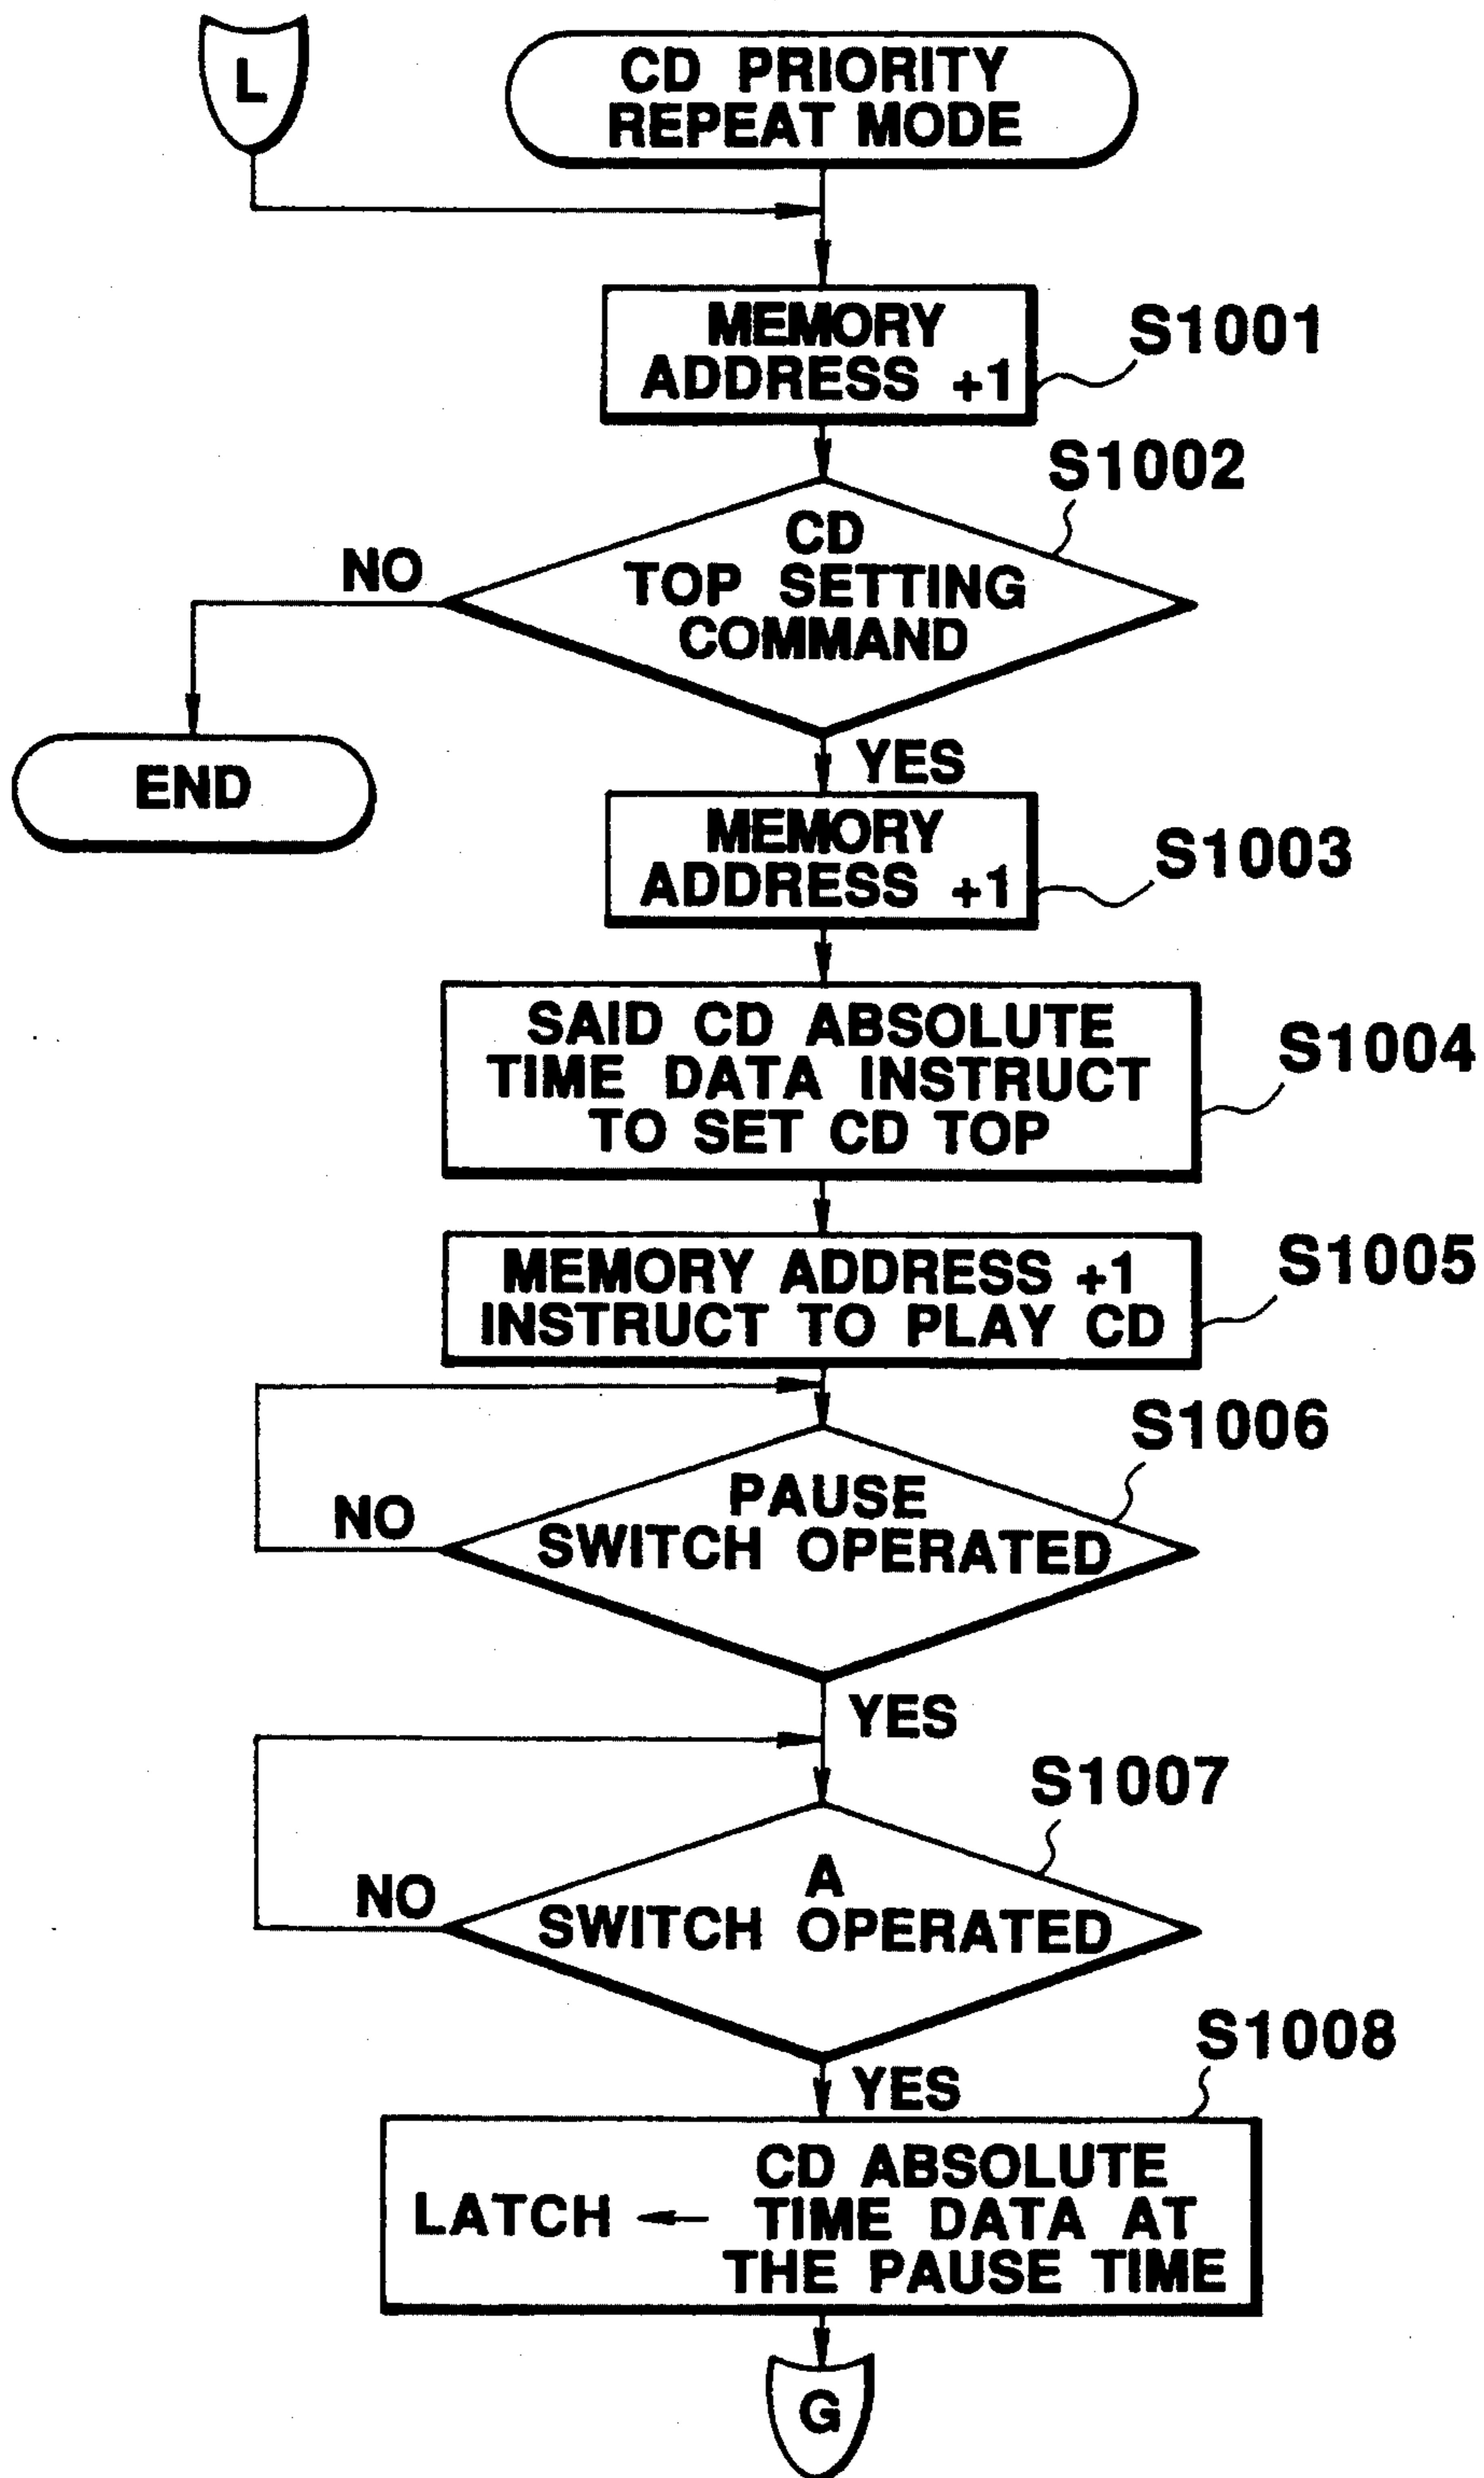 L
CD PRIORITY
REPEAT MODE
MEMORY
ADDRESS +1
S1001
S1002
CD
TOP SETTING
COMMAND
NO
END
YES
MEMORY
ADDRESS +1
S1003
SAID CD ABSOLUTE
TIME DATA INSTRUCT
TO SET CD TOP
S1004
MEMORY ADDRESS +1
INSTRUCT TO PLAY CD
S1005
S1006
PAUSE
SWITCH OPERATED
NO
YES
S1007
A
SWITCH OPERATED
NO
YES
S1008
CD ABSOLUTE
LATCH ← TIME DATA AT
THE PAUSE TIME
G